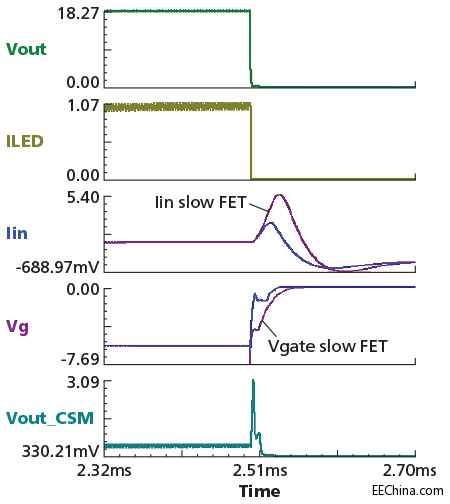 18.27
Vout
0.00
1.07
ILED
0.00
5.40
Iin slow FET
Iin
-688.97mV
0.00
Vg
Vgate slow FET
-7.69
3.09
Vout_CSM
330.21mV
2.32ms 2.51ms 2.70ms
Time
EEChina.com